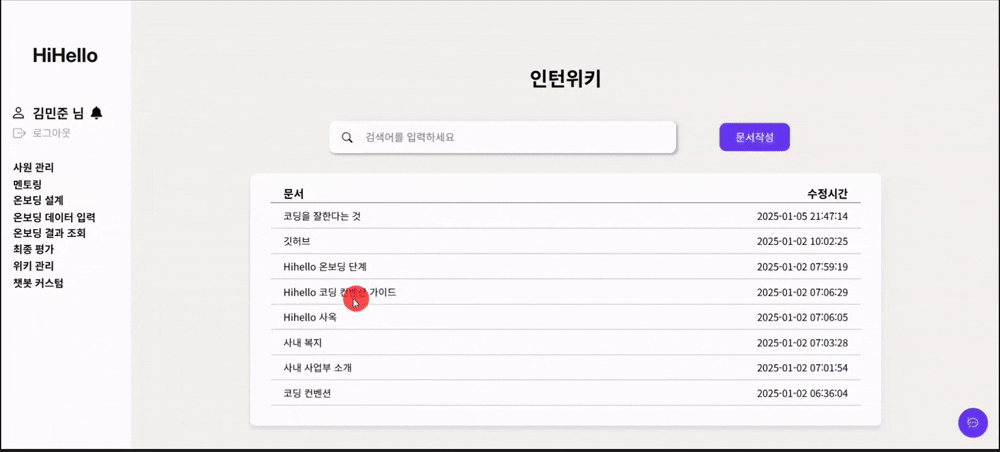 HiHello
김민준 님
로그아웃
사원 관리
멘토링
온보딩 설계
온보딩 데이터 입력
온보딩 결과 조회
최종 평가
위키 관리
챗봇 커스텀
인턴위키
검색어를 입력하세요
문서작성
문서 수정시간
코딩을 잘한다는 것 2025-01-05 21:47:14
깃허브 2025-01-02 10:02:25
Hihello 온보딩 단계 2025-01-02 07:59:19
Hihello 코딩 컨벤션 가이드 2025-01-02 07:06:29
Hihello 사옥 2025-01-02 07:06:05
사내 복지 2025-01-02 07:03:28
사내 사업부 소개 2025-01-02 07:01:54
코딩 컨벤션 2025-01-02 06:36:04